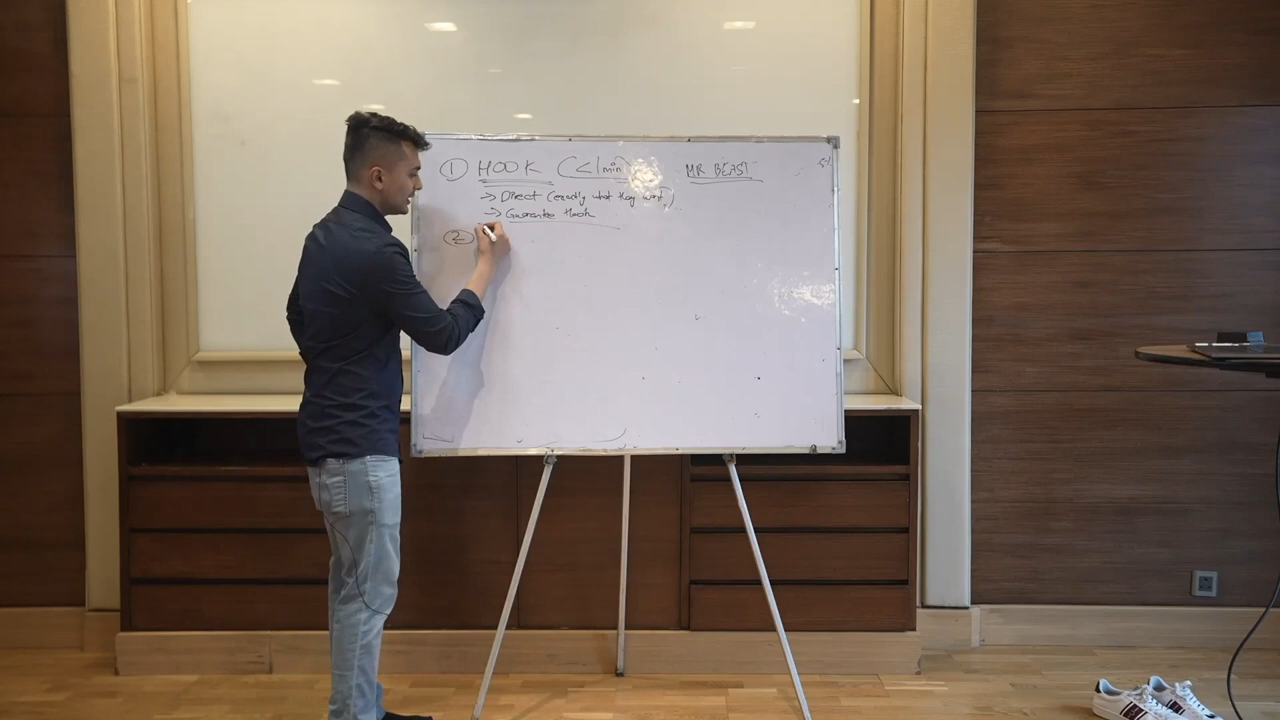 ① HOOK (<1min) MR BEAST
→ Direct (exactly what they want)
→ Guarantee Hook
②